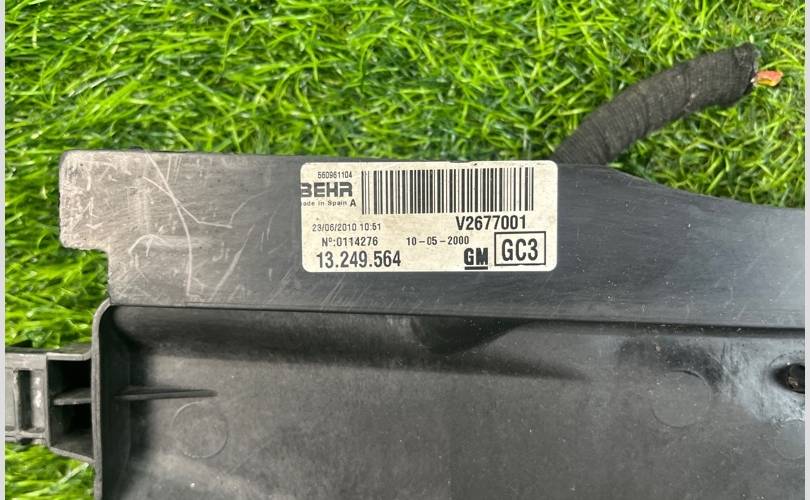 560961104
BEHR
ade in Spain A
V2677001
23/06/2010 10:51
Nº:0114276 10-05-2000
13.249.564 GM GC3